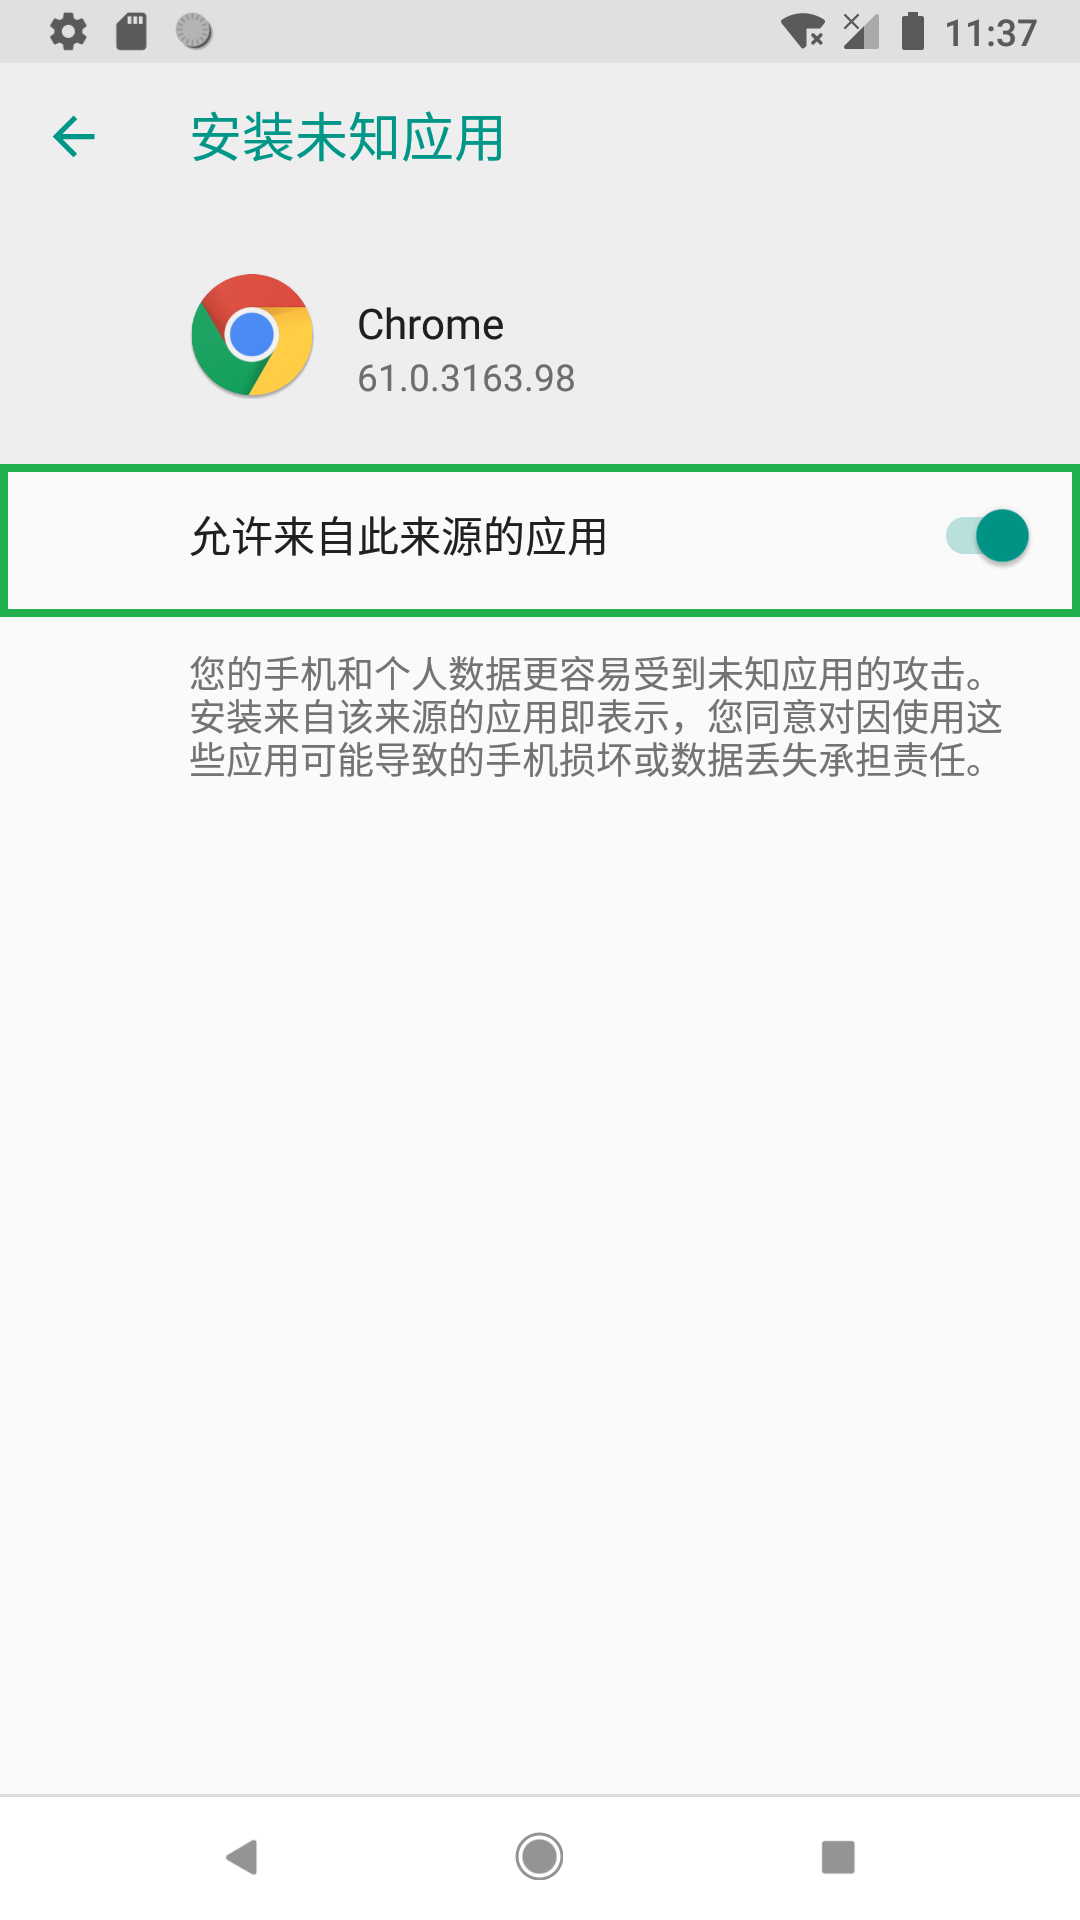 11:37
安装未知应用
Chrome
61.0.3163.98
允许来自此来源的应用
您的手机和个人数据更容易受到未知应用的攻击。
安装来自该来源的应用即表示，您同意对因使用这
些应用可能导致的手机损坏或数据丢失承担责任。